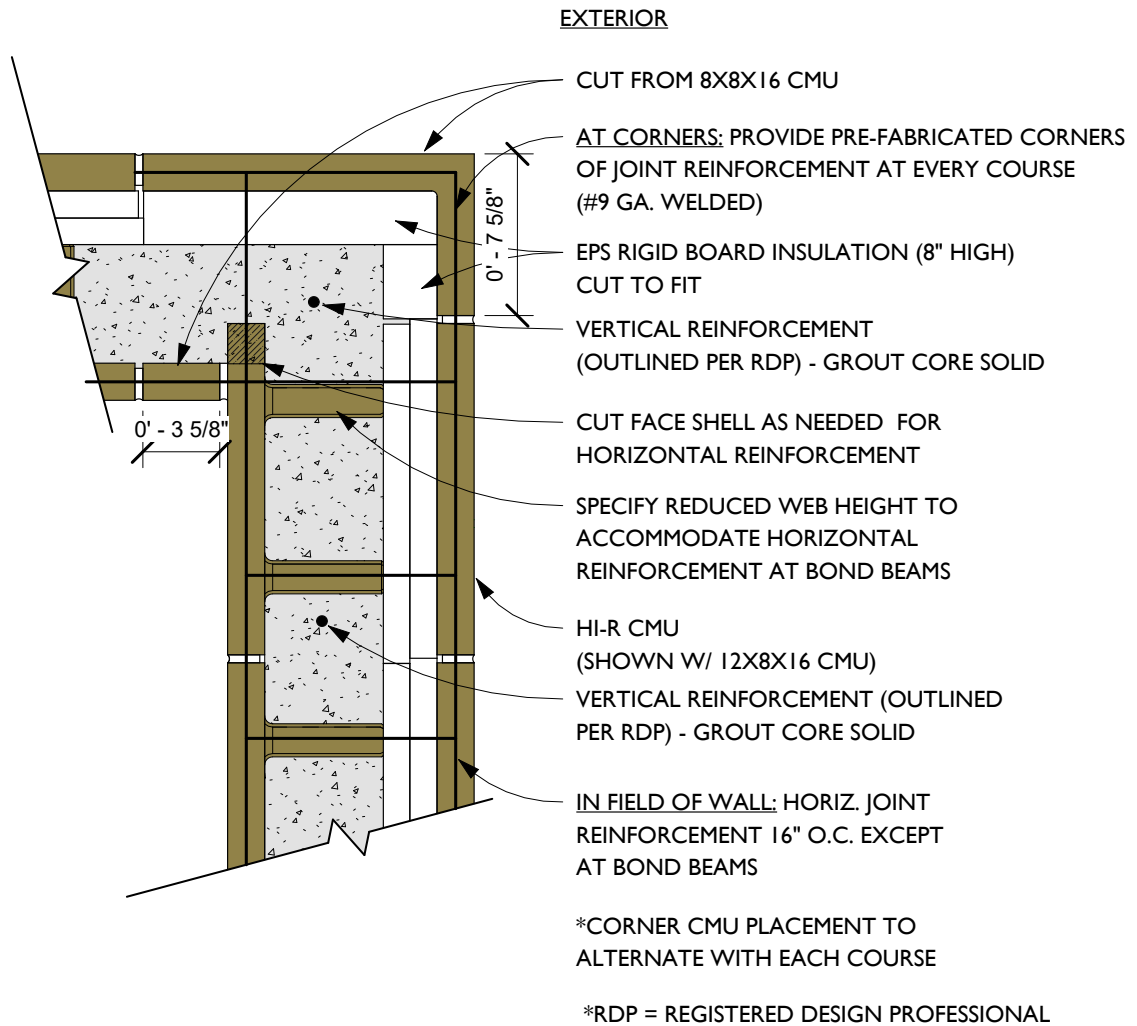 EXTERIOR
CUT FROM 8X8X16 CMU
AT CORNERS: PROVIDE PRE-FABRICATED CORNERS
OF JOINT REINFORCEMENT AT EVERY COURSE
(#9 GA. WELDED)
0' - 7 5/8"
EPS RIGID BOARD INSULATION (8" HIGH)
CUT TO FIT
VERTICAL REINFORCEMENT
(OUTLINED PER RDP) - GROUT CORE SOLID
0' - 3 5/8"
CUT FACE SHELL AS NEEDED FOR
HORIZONTAL REINFORCEMENT
SPECIFY REDUCED WEB HEIGHT TO
ACCOMMODATE HORIZONTAL
REINFORCEMENT AT BOND BEAMS
HI-R CMU
(SHOWN W/ 12X8X16 CMU)
VERTICAL REINFORCEMENT (OUTLINED
PER RDP) - GROUT CORE SOLID
IN FIELD OF WALL: HORIZ. JOINT
REINFORCEMENT 16" O.C. EXCEPT
AT BOND BEAMS
*CORNER CMU PLACEMENT TO
ALTERNATE WITH EACH COURSE
*RDP = REGISTERED DESIGN PROFESSIONAL